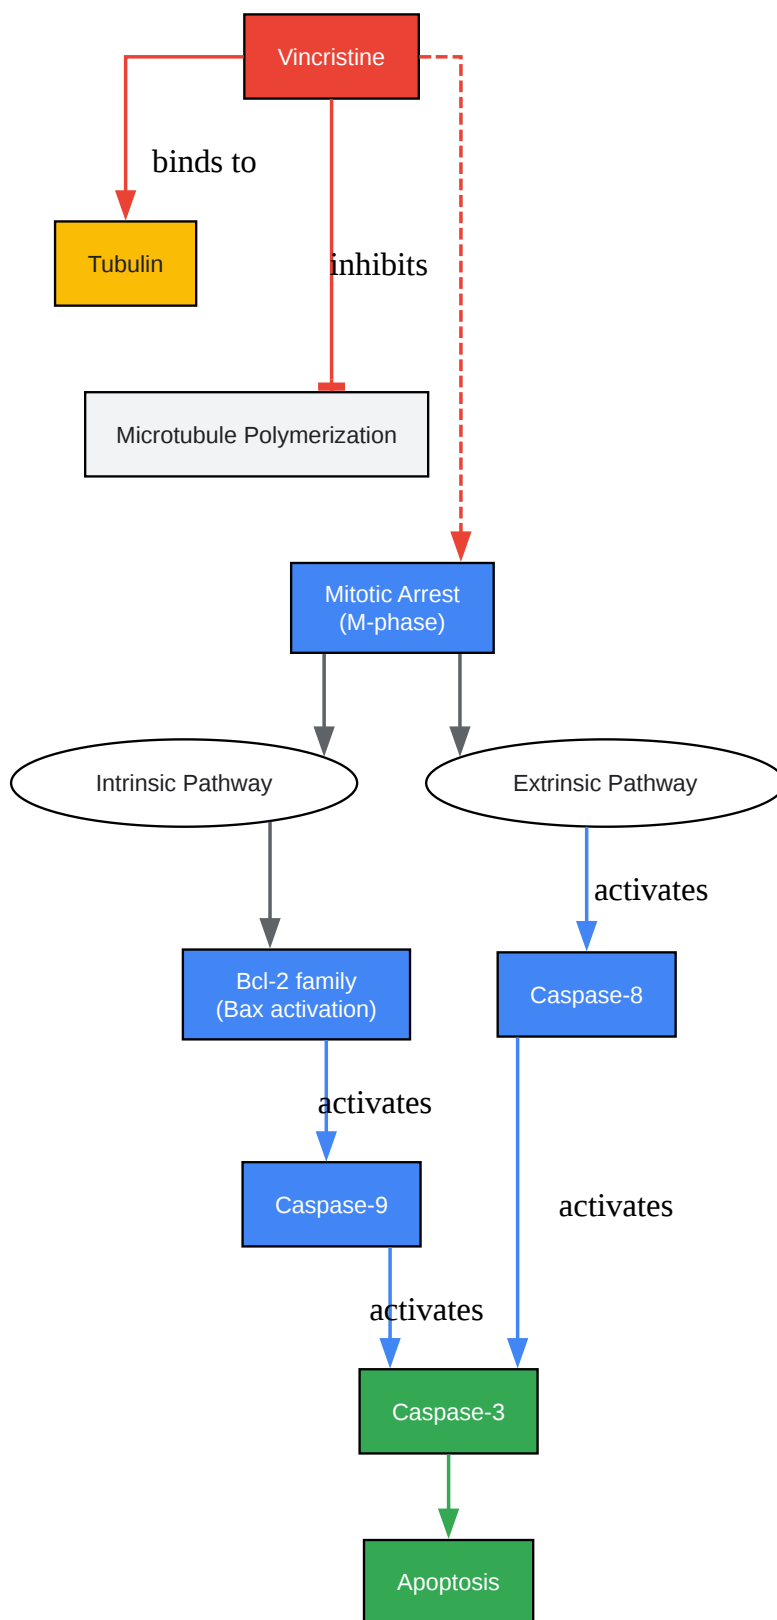 Vincristine
binds to
Tubulin
inhibits
Microtubule Polymerization
Mitotic Arrest
(M-phase)
Intrinsic Pathway
Extrinsic Pathway
activates
Bcl-2 family
(Bax activation)
Caspase-8
activates
Caspase-9
activates
activates
Caspase-3
Apoptosis